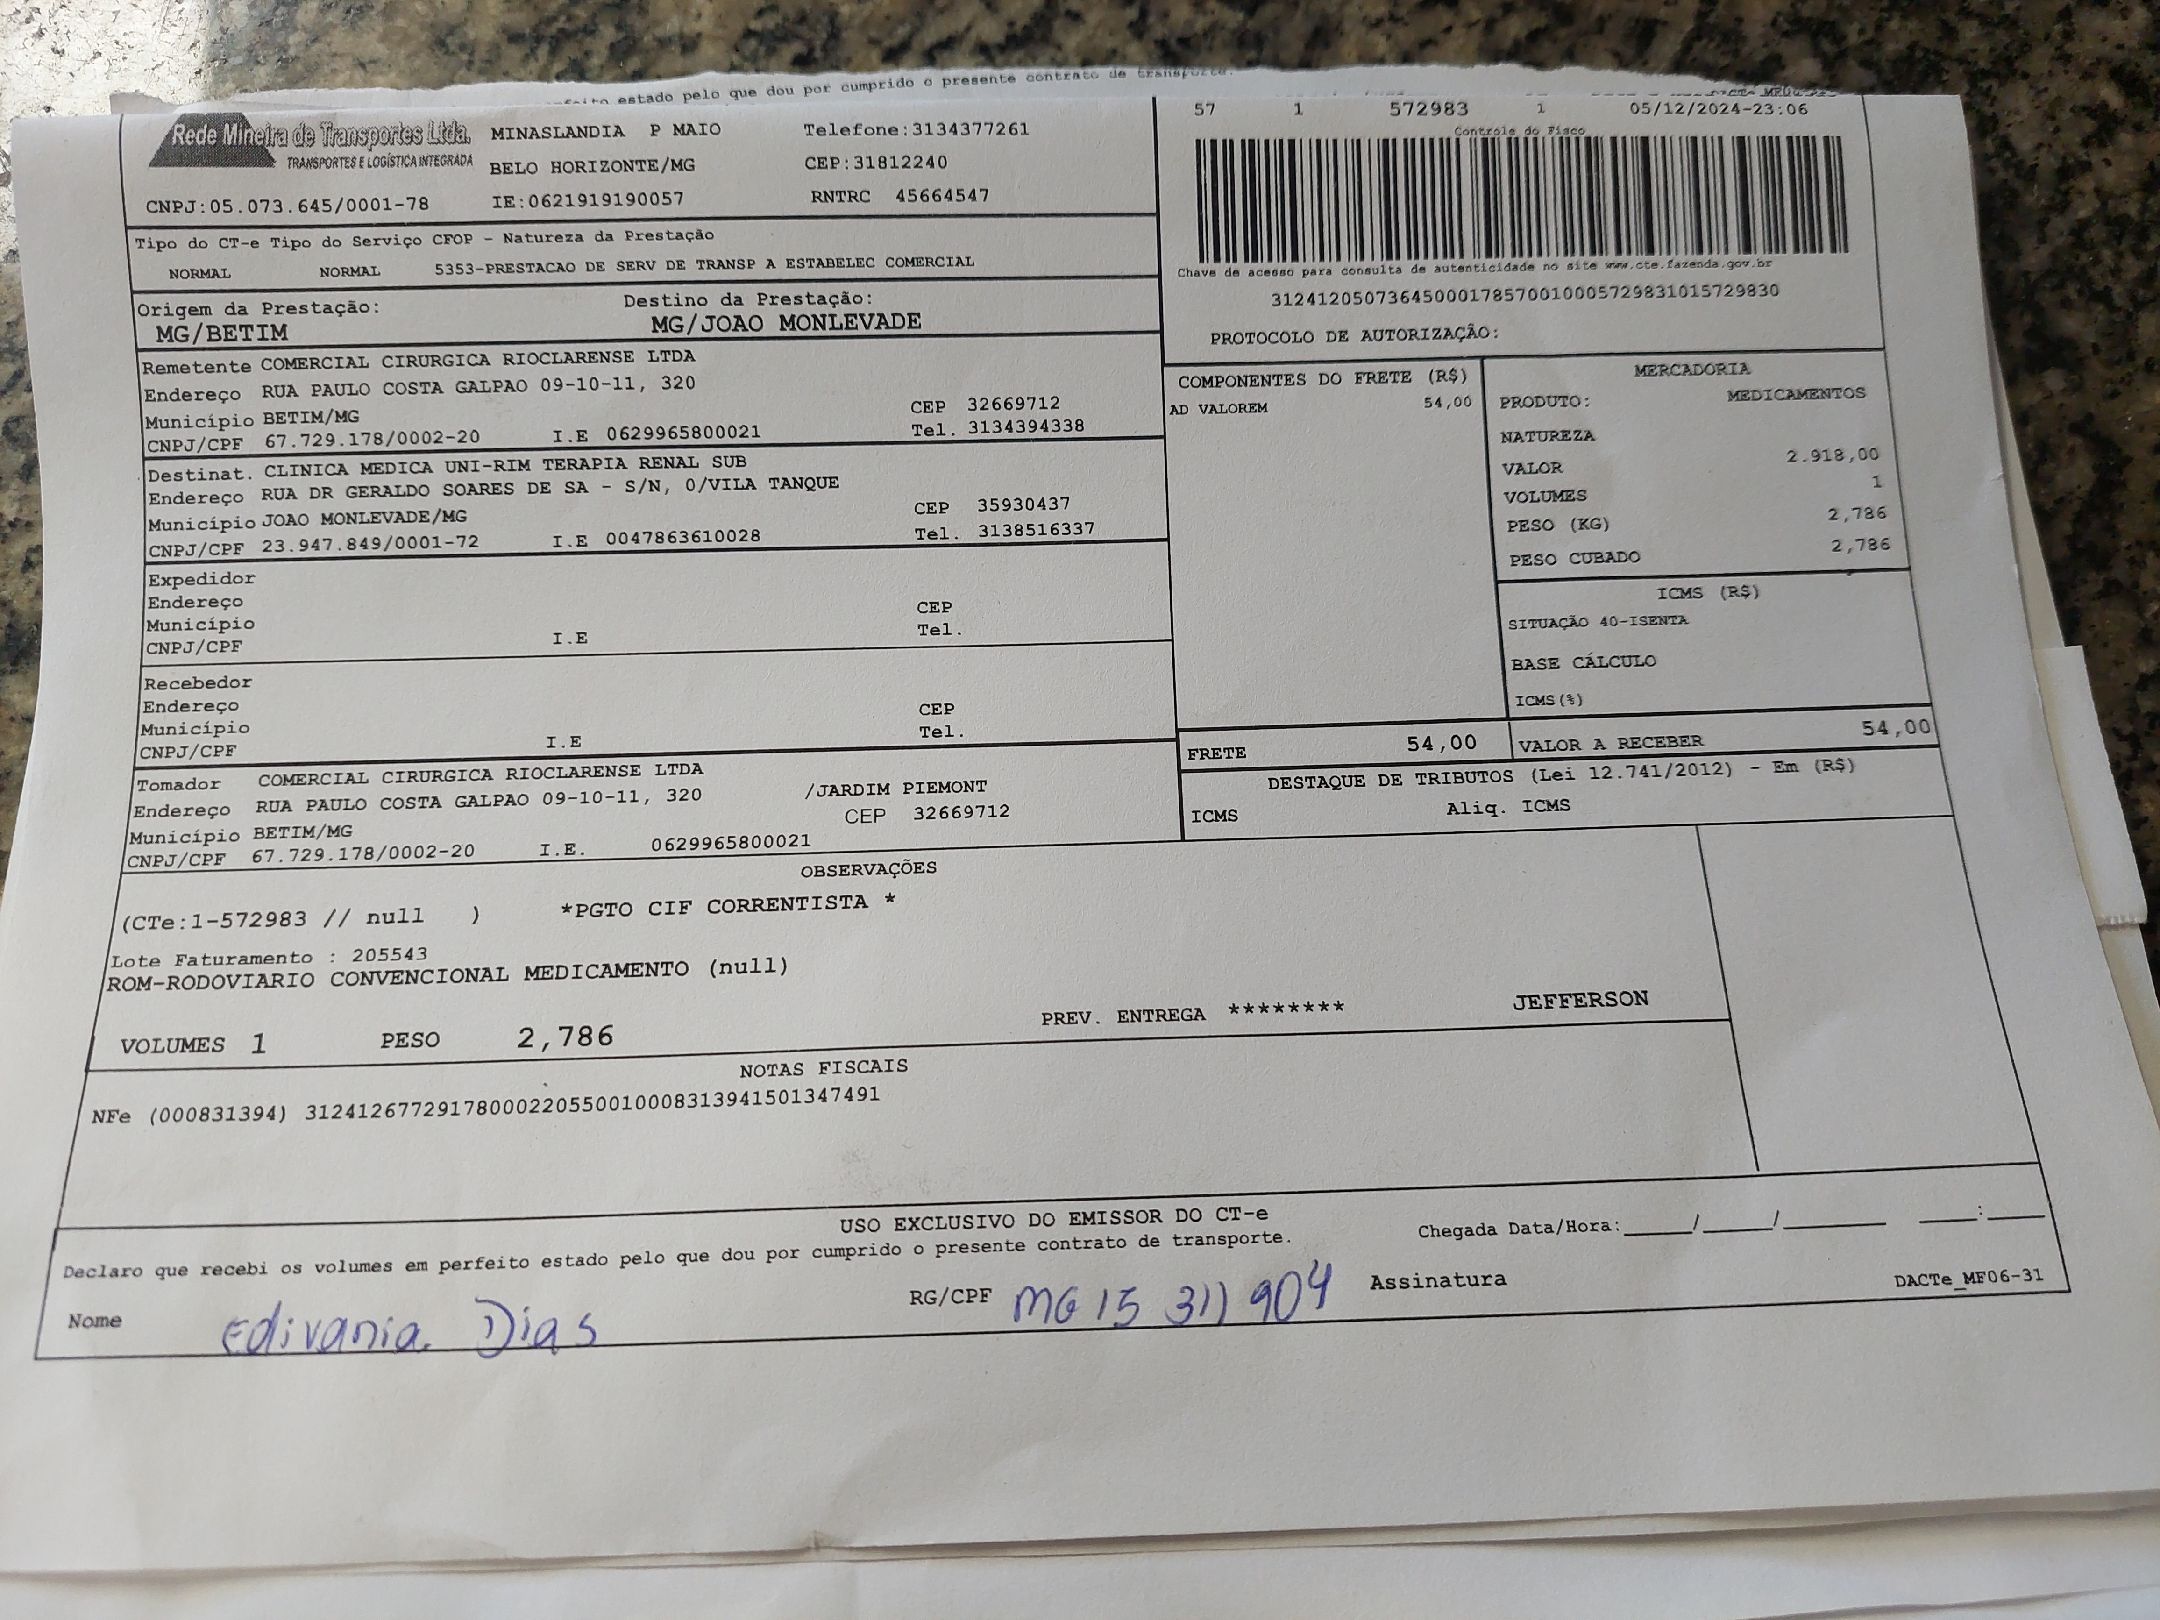 estado pelo que dou por cumprido o presente contrato de transporte.
Rede Mineira de Transportes Ltda.
TRANSPORTES E LOGÍSTICA INTEGRADA
MINASLANDIA P MAIO Telefone:3134377261
BELO HORIZONTE/MG CEP:31812240
CNPJ:05.073.645/0001-78 IE:0621919190057 RNTRC 45664547
57 1 572983 1 05/12/2024-23:06
Controle do Fisco
Chave de acesso para consulta de autenticidade no site www.cte.fazenda.gov.br
31241205073645000178570010005729831015729830
PROTOCOLO DE AUTORIZAÇÃO:
Tipo do CT-e Tipo do Serviço CFOP - Natureza da Prestação
NORMAL NORMAL 5353-PRESTACAO DE SERV DE TRANSP A ESTABELEC COMERCIAL
Origem da Prestação: Destino da Prestação:
MG/BETIM MG/JOAO MONLEVADE
Remetente COMERCIAL CIRURGICA RIOCLARENSE LTDA
Endereço RUA PAULO COSTA GALPAO 09-10-11, 320
Município BETIM/MG CEP 32669712
CNPJ/CPF 67.729.178/0002-20 I.E 0629965800021 Tel. 3134394338
Destinat. CLINICA MEDICA UNI-RIM TERAPIA RENAL SUB
Endereço RUA DR GERALDO SOARES DE SA - S/N, 0/VILA TANQUE
Município JOAO MONLEVADE/MG CEP 35930437
CNPJ/CPF 23.947.849/0001-72 I.E 0047863610028 Tel. 3138516337
Expedidor
Endereço
Município CEP
CNPJ/CPF I.E Tel.
Recebedor
Endereço
Município CEP
CNPJ/CPF I.E Tel.
Tomador COMERCIAL CIRURGICA RIOCLARENSE LTDA
Endereço RUA PAULO COSTA GALPAO 09-10-11, 320 /JARDIM PIEMONT
Município BETIM/MG CEP 32669712
CNPJ/CPF 67.729.178/0002-20 I.E. 0629965800021
COMPONENTES DO FRETE (R$)
AD VALOREM 54,00
MERCADORIA
PRODUTO: MEDICAMENTOS
NATUREZA
VALOR 2.918,00
VOLUMES 1
PESO (KG) 2,786
PESO CUBADO 2,786
ICMS (R$)
SITUAÇÃO 40-ISENTA
BASE CÁLCULO
ICMS(%)
FRETE 54,00 VALOR A RECEBER 54,00
DESTAQUE DE TRIBUTOS (Lei 12.741/2012) - Em (R$)
ICMS Aliq. ICMS
OBSERVAÇÕES
(CTe:1-572983 // null ) *PGTO CIF CORRENTISTA *
Lote Faturamento : 205543
ROM-RODOVIARIO CONVENCIONAL MEDICAMENTO (null)
VOLUMES 1 PESO 2,786 PREV. ENTREGA ******** JEFFERSON
NOTAS FISCAIS
NFe (000831394) 31241267729178000220550010008313941501347491
USO EXCLUSIVO DO EMISSOR DO CT-e
Declaro que recebi os volumes em perfeito estado pelo que dou por cumprido o presente contrato de transporte. Chegada Data/Hora:_____/_____/_______ ____:____
Nome Edivania. Dias RG/CPF MG 15 311 904 Assinatura DACTe_MF06-31